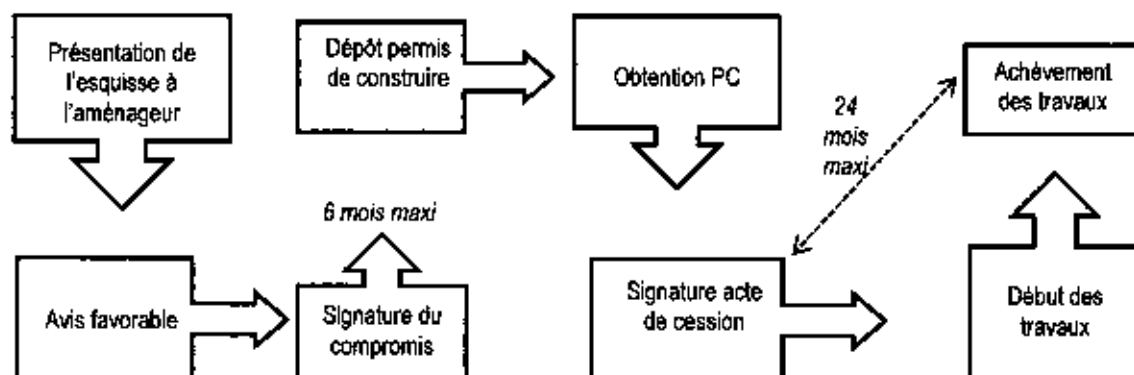 Présentation de
l'esquisse à
l'aménageur
Avis favorable
Signature du
compromis
6 mois maxi
Dépôt permis
de construire
Obtention PC
Signature acte
de cession
Début des
travaux
Achévement
des travaux
24
mois
maxi